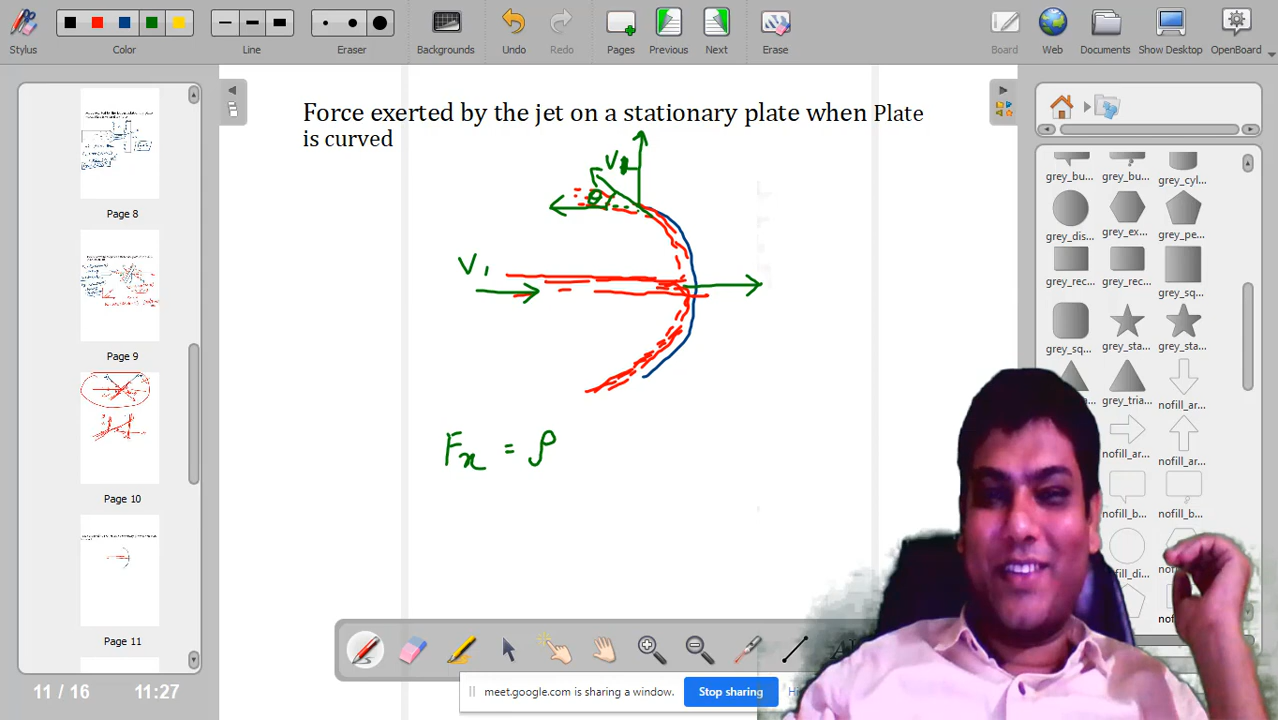 Stylus
Color
Line
Eraser
Backgrounds
Undo
Redo
Pages
Previous
Next
Erase
Board
Web
Documents
Show Desktop
OpenBoard
Force exerted by the jet on a stationary plate when Plate
is curved
V
θ
V₁
Fx = ρ
Page 8
Page 9
Page 10
Page 11
11 / 16
11:27
grey_bu...
grey_bu...
grey_cyl...
grey_dis...
grey_ex...
grey_pe...
grey_rec...
grey_rec...
grey_sq...
grey_sq...
grey_sta...
grey_sta...
grey_tria...
nofill_ar...
nofill_ar...
nofill_b...
nofill_b...
nofill_di...
meet.google.com is sharing a window.
Stop sharing